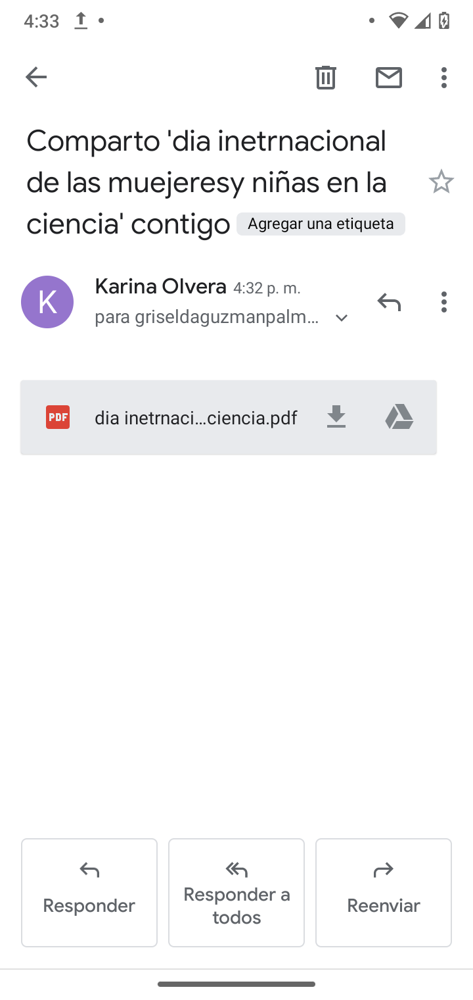 4:33
Comparto 'dia inetrnacional
de las muejeresy niñas en la
ciencia' contigo Agregar una etiqueta
K
Karina Olvera 4:32 p. m.
para griseldaguzmanpalm...
PDF dia inetrnaci...ciencia.pdf
Responder
Responder a
todos
Reenviar